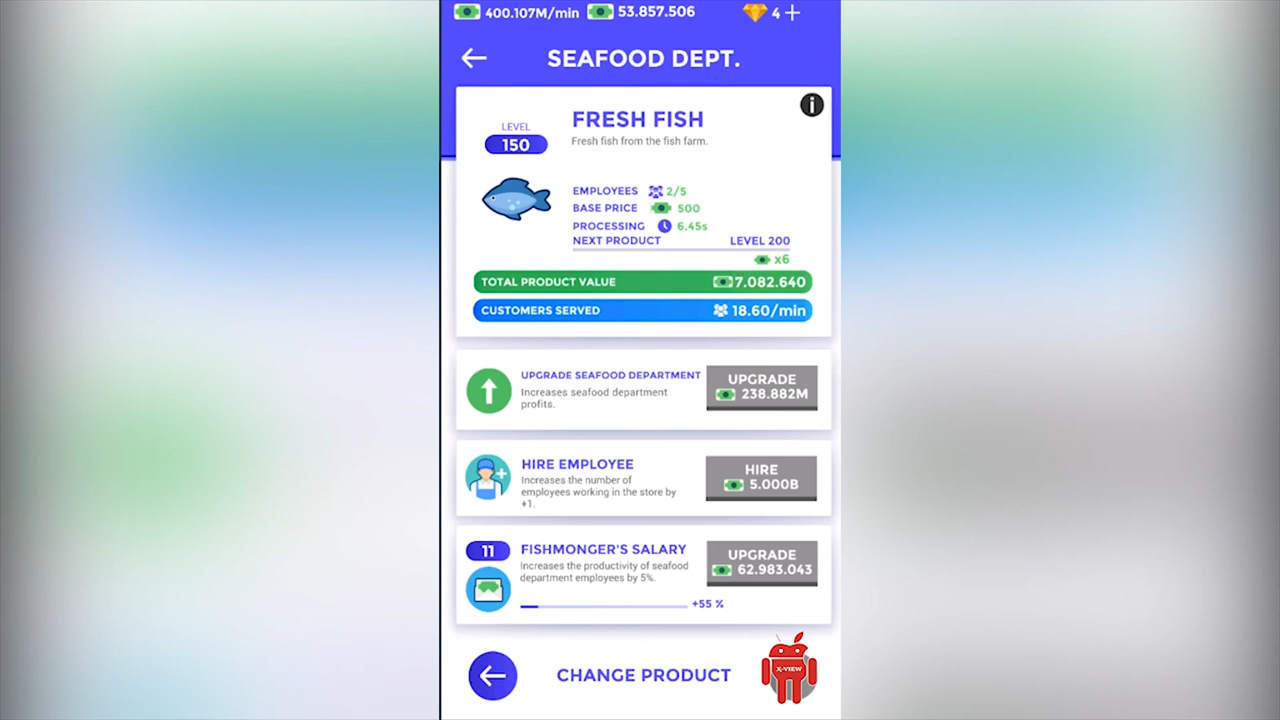 400.107M/min 53.857.506 4 +
SEAFOOD DEPT.
LEVEL
150
FRESH FISH
Fresh fish from the fish farm.
EMPLOYEES 2/5
BASE PRICE 500
PROCESSING 6.45s
NEXT PRODUCT LEVEL 200
x6
TOTAL PRODUCT VALUE 7.082.640
CUSTOMERS SERVED 18.60/min
UPGRADE SEAFOOD DEPARTMENT
Increases seafood department
profits.
UPGRADE
238.882M
HIRE EMPLOYEE
Increases the number of
employees working in the store by
+1.
HIRE
5.000B
11
FISHMONGER'S SALARY
Increases the productivity of seafood
department employees by 5%.
+55 %
UPGRADE
62.983.043
CHANGE PRODUCT
X-VIEW